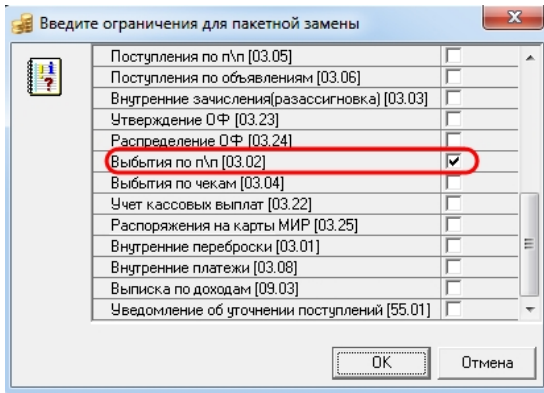 Введите ограничения для пакетной замены
Поступления по п\п [03.05]
Поступления по объявлениям [03.06]
Внутренние зачисления(разассигновка) [03.03]
Утверждение ОФ [03.23]
Распределение ОФ [03.24]
Выбытия по п\п [03.02]
Выбытия по чекам [03.04]
Учет кассовых выплат [03.22]
Распоряжения на карты МИР [03.25]
Внутренние переброски [03.01]
Внутренние платежи [03.08]
Выписка по доходам [09.03]
Уведомление об уточнении поступлений [55.01]
OK Отмена